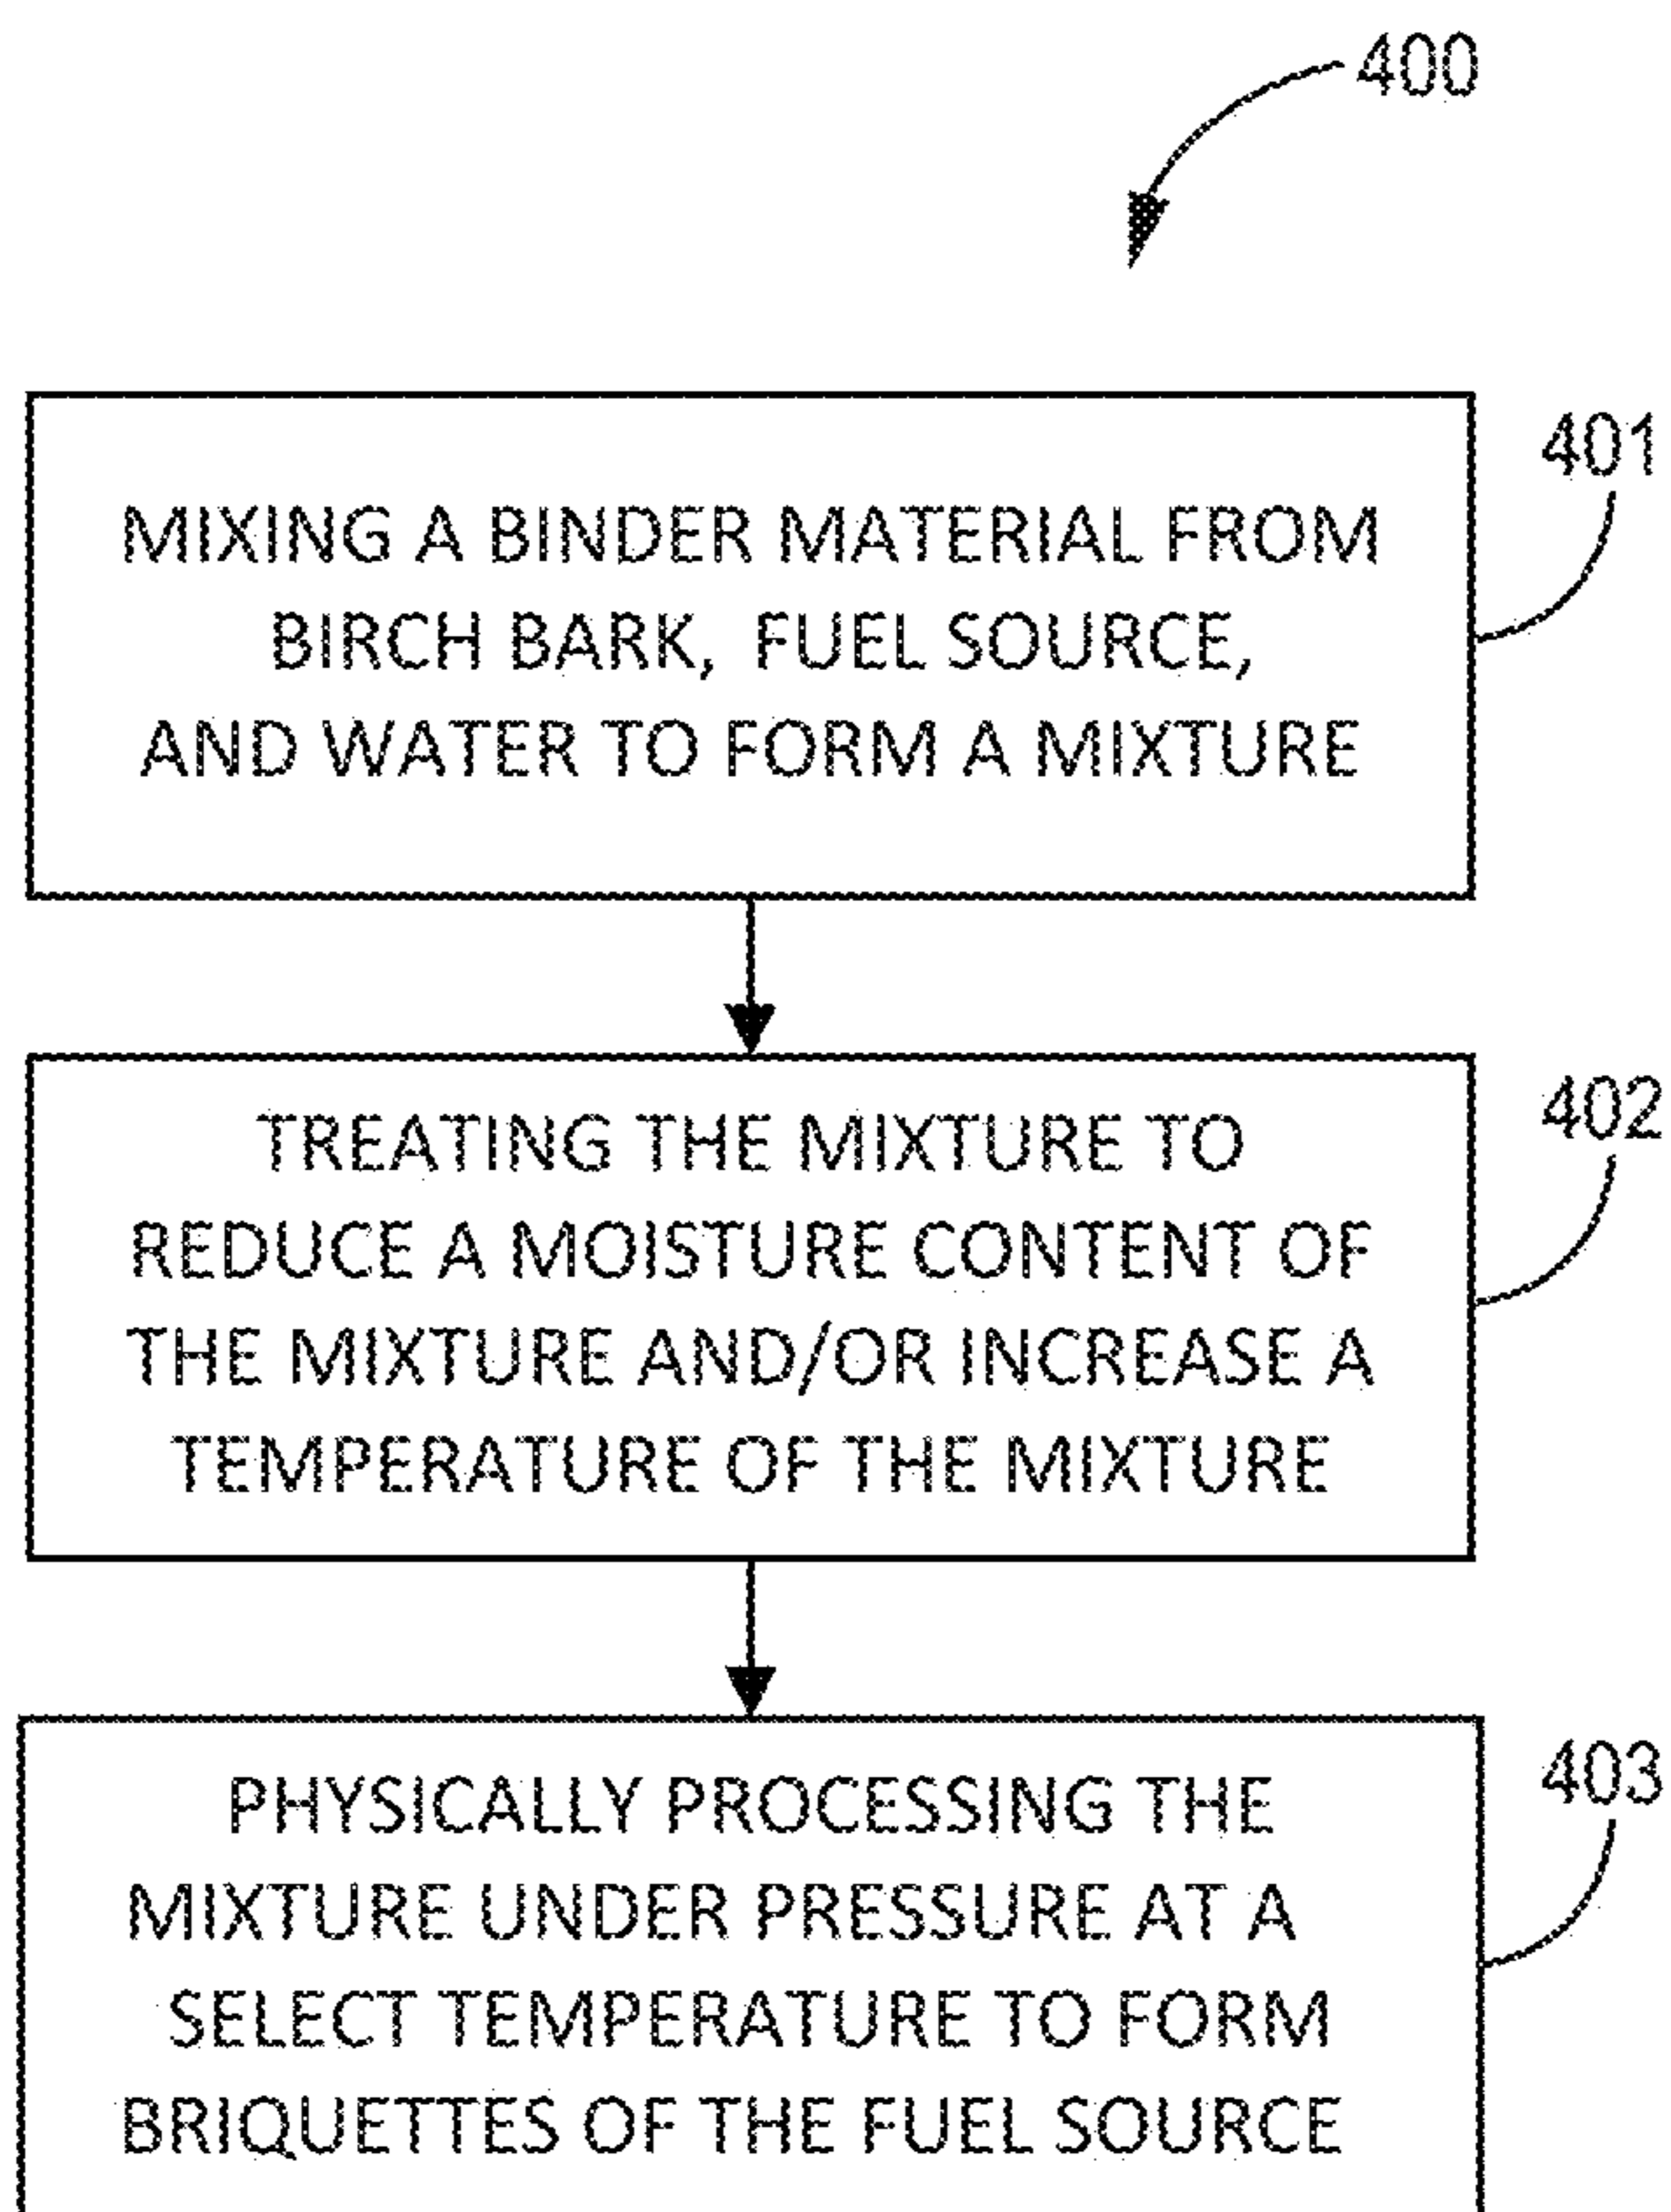 400
401
MIXING A BINDER MATERIAL FROM
BIRCH BARK, FUEL SOURCE,
AND WATER TO FORM A MIXTURE
402
TREATING THE MIXTURE TO
REDUCE A MOISTURE CONTENT OF
THE MIXTURE AND/OR INCREASE A
TEMPERATURE OF THE MIXTURE
403
PHYSICALLY PROCESSING THE
MIXTURE UNDER PRESSURE AT A
SELECT TEMPERATURE TO FORM
BRIQUETTES OF THE FUEL SOURCE